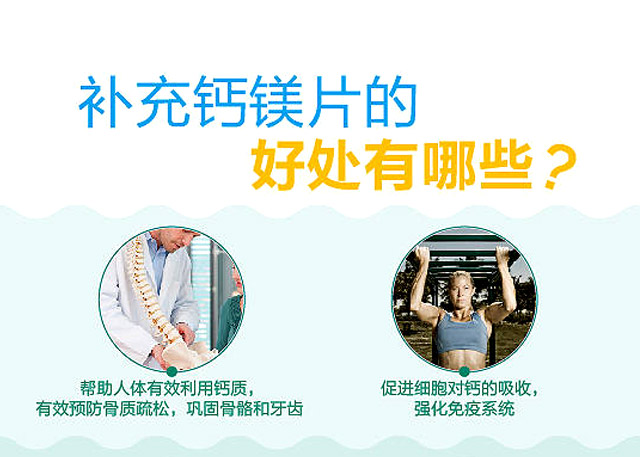 补充钙镁片的
好处有哪些?
帮助人体有效利用钙质,
有效预防骨质疏松,巩固骨骼和牙齿
促进细胞对钙的吸收,
强化免疫系统